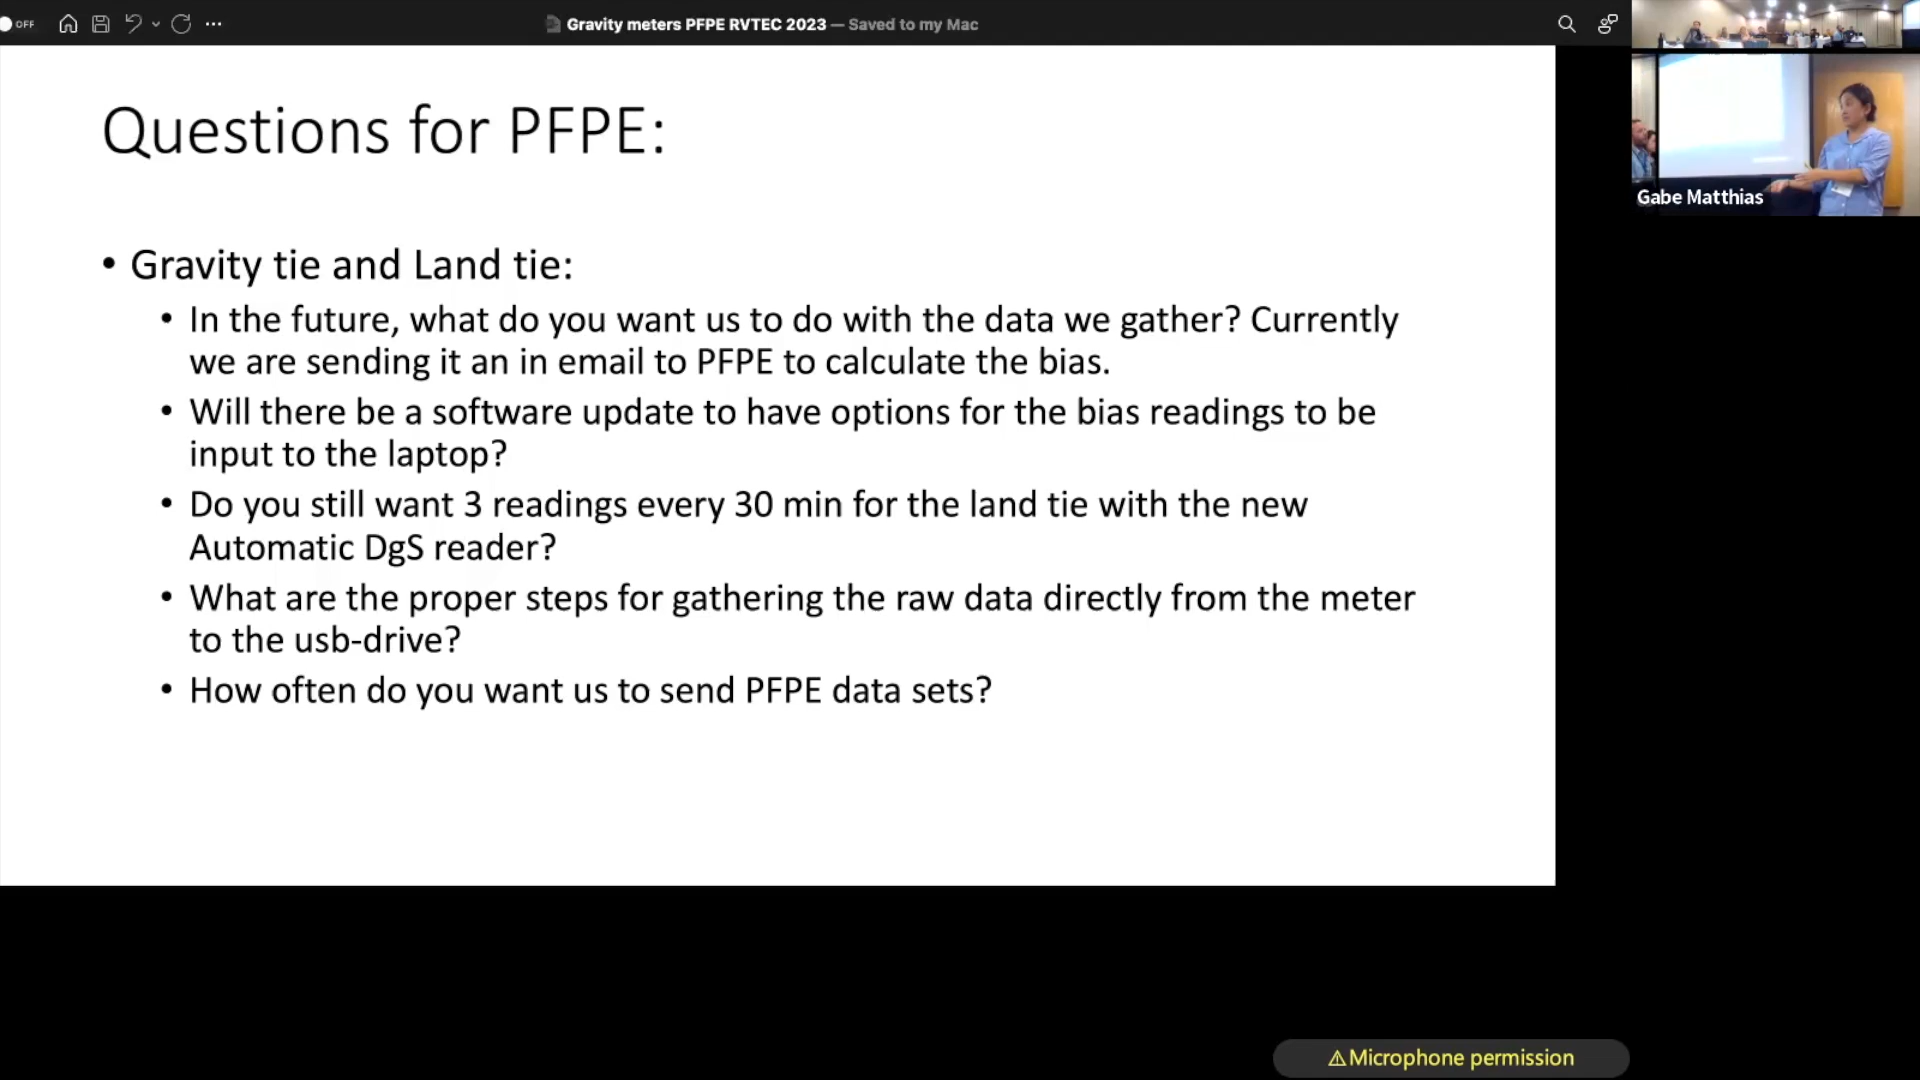 OFF
Gravity meters PFPE RVTEC 2023 — Saved to my Mac
Questions for PFPE:
• Gravity tie and Land tie:
• In the future, what do you want us to do with the data we gather? Currently
we are sending it an in email to PFPE to calculate the bias.
• Will there be a software update to have options for the bias readings to be
input to the laptop?
• Do you still want 3 readings every 30 min for the land tie with the new
Automatic DgS reader?
• What are the proper steps for gathering the raw data directly from the meter
to the usb-drive?
• How often do you want us to send PFPE data sets?
Gabe Matthias
⚠Microphone permission